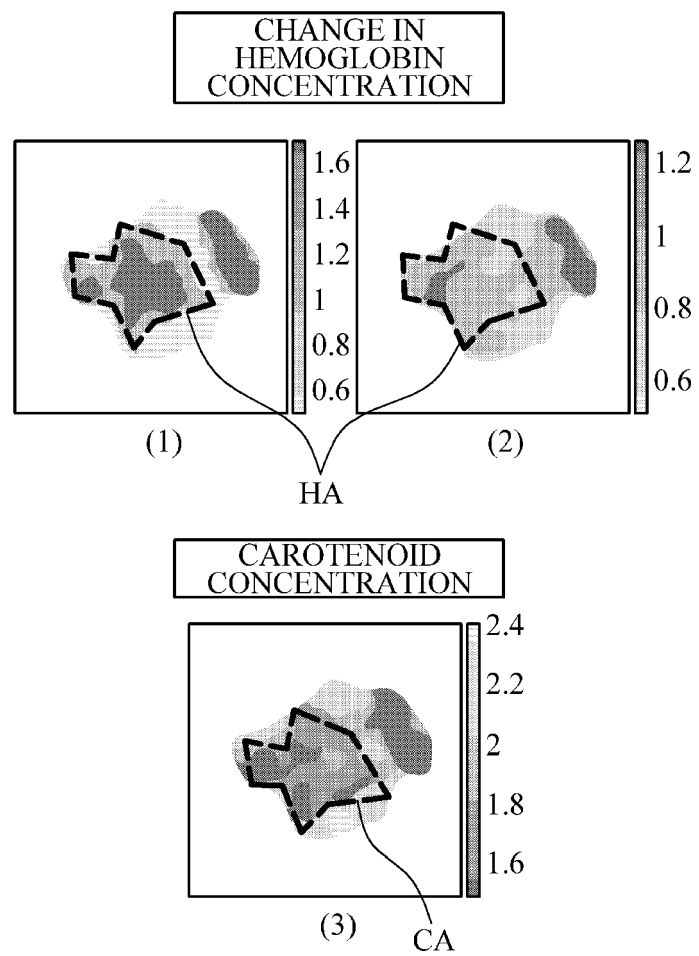 CHANGE IN
HEMOGLOBIN
CONCENTRATION
1.6
1.4
1.2
1
0.8
0.6
(1)
1.2
1
0.8
0.6
(2)
HA
CAROTENOID
CONCENTRATION
2.4
2.2
2
1.8
1.6
(3)
CA